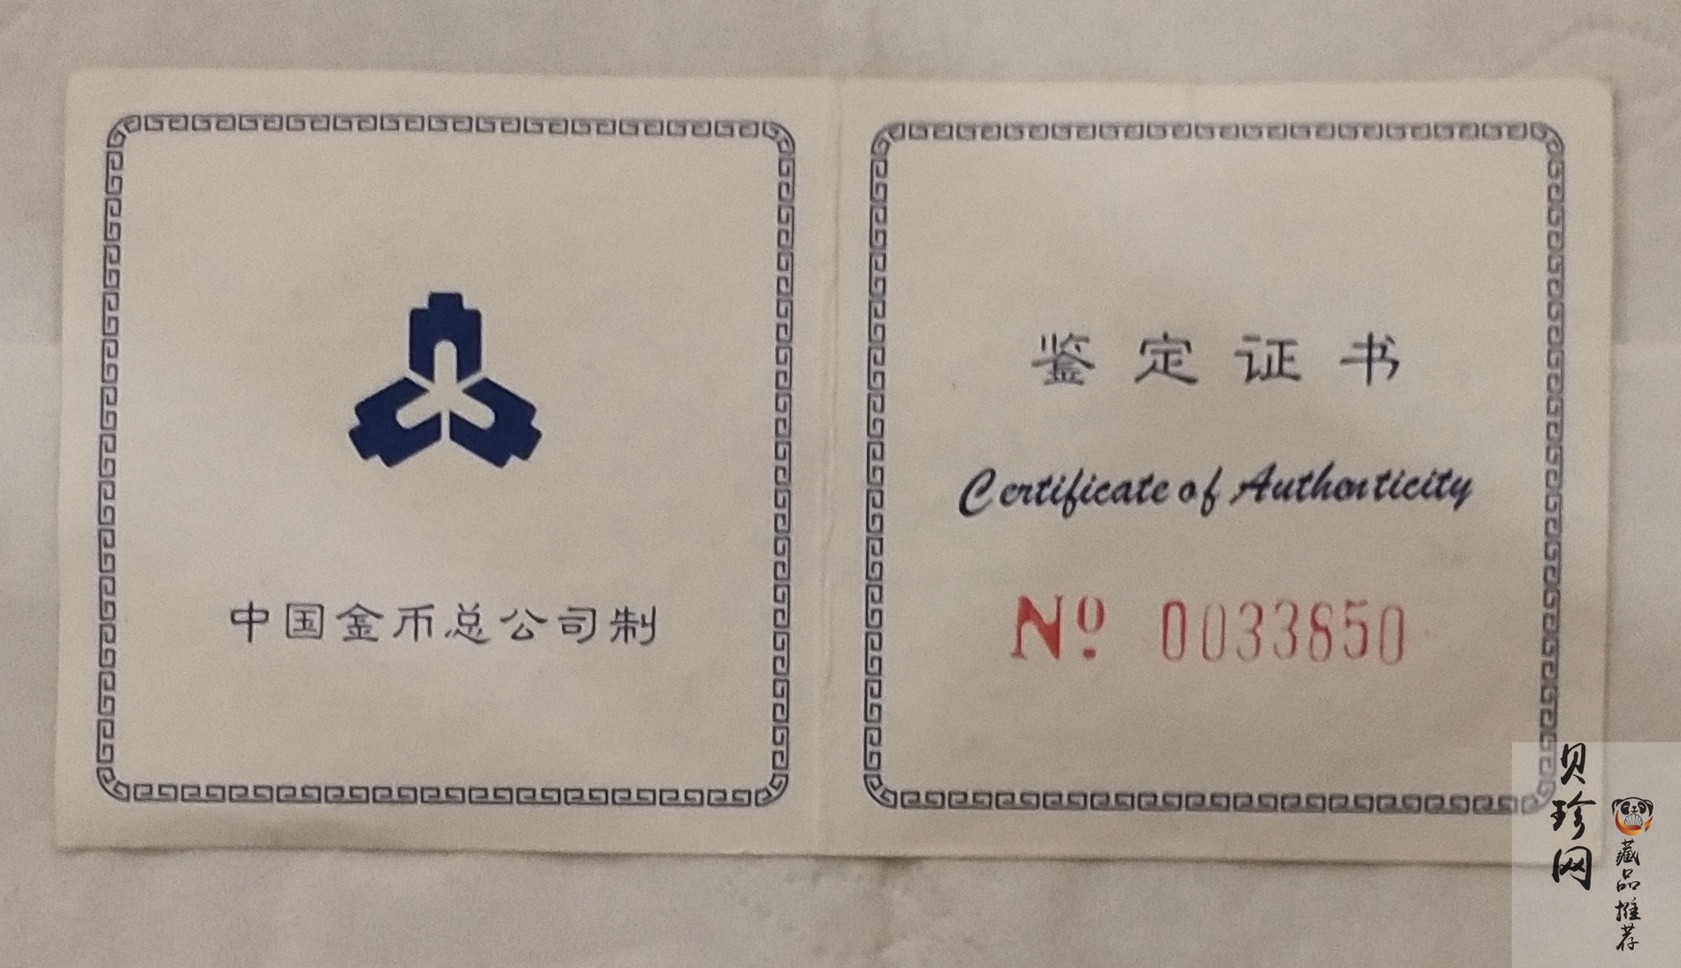 中国金币总公司制
鉴定证书
Certificate of Authenticity
Nº 0033850
贝珍网
藏品推荐